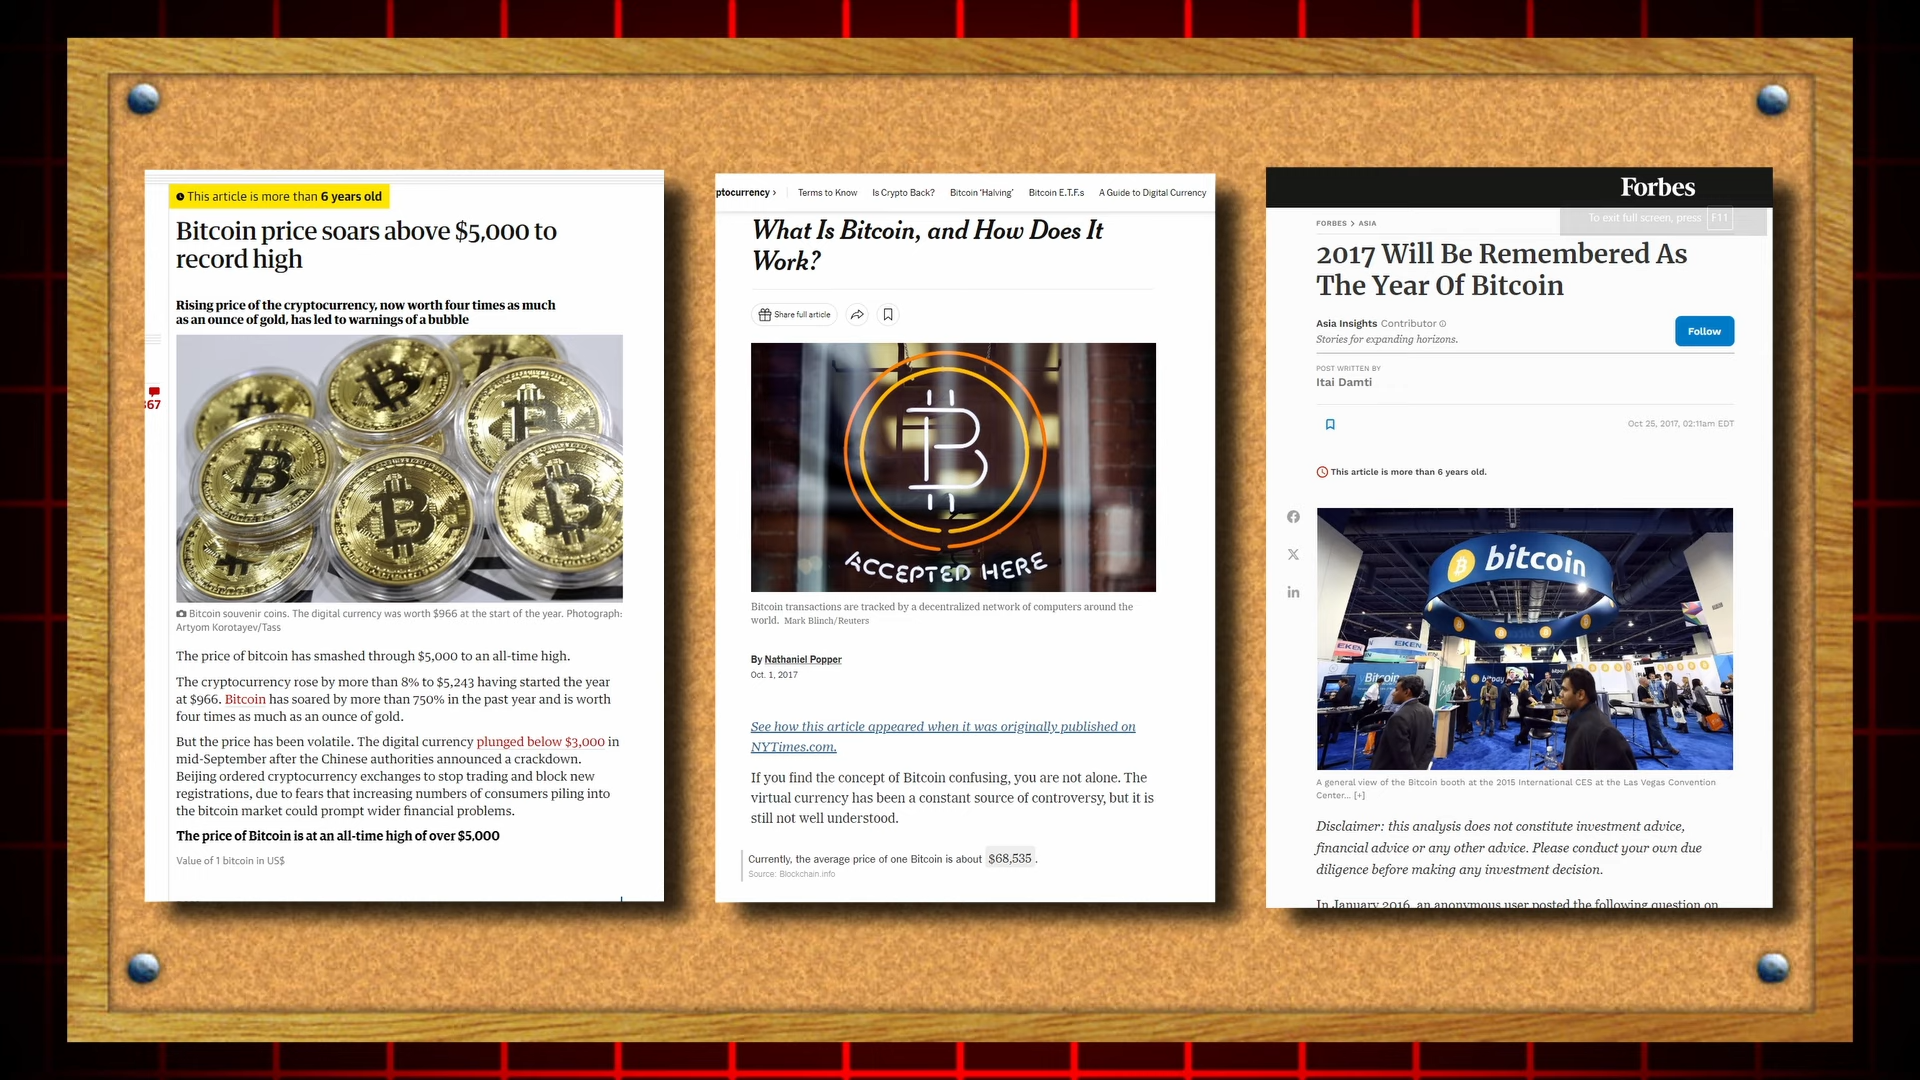 This article is more than 6 years old
Bitcoin price soars above $5,000 to
record high
Rising price of the cryptocurrency, now worth four times as much
as an ounce of gold, has led to warnings of a bubble
367
Bitcoin souvenir coins. The digital currency was worth $966 at the start of the year. Photograph:
Artyom Korotayev/Tass
The price of bitcoin has smashed through $5,000 to an all-time high.
The cryptocurrency rose by more than 8% to $5,243 having started the year
at $966. Bitcoin has soared by more than 750% in the past year and is worth
four times as much as an ounce of gold.
But the price has been volatile. The digital currency plunged below $3,000 in
mid-September after the Chinese authorities announced a crackdown.
Beijing ordered cryptocurrency exchanges to stop trading and block new
registrations, due to fears that increasing numbers of consumers piling into
the bitcoin market could prompt wider financial problems.
The price of Bitcoin is at an all-time high of over $5,000
Value of 1 bitcoin in US$
ptocurrency › Terms to Know Is Crypto Back? Bitcoin 'Halving' Bitcoin E.T.F.s A Guide to Digital Currency
What Is Bitcoin, and How Does It
Work?
Share full article
ACCEPTED HERE
Bitcoin transactions are tracked by a decentralized network of computers around the
world. Mark Blinch/Reuters
By Nathaniel Popper
Oct. 1, 2017
See how this article appeared when it was originally published on
NYTimes.com.
If you find the concept of Bitcoin confusing, you are not alone. The
virtual currency has been a constant source of controversy, but it is
still not well understood.
Currently, the average price of one Bitcoin is about $68,535 .
Source: Blockchain.info
Forbes
To exit full screen, press F11
FORBES > ASIA
2017 Will Be Remembered As
The Year Of Bitcoin
Asia Insights Contributor
Stories for expanding horizons.
Follow
POST WRITTEN BY
Itai Damti
Oct 25, 2017, 02:11am EDT
This article is more than 6 years old.
bitcoin
EKEN
EKEN
Bitcoin
bitpay
A general view of the Bitcoin booth at the 2015 International CES at the Las Vegas Convention
Center... [+]
Disclaimer: this analysis does not constitute investment advice,
financial advice or any other advice. Please conduct your own due
diligence before making any investment decision.
In January 2016, an anonymous user posted the following question on